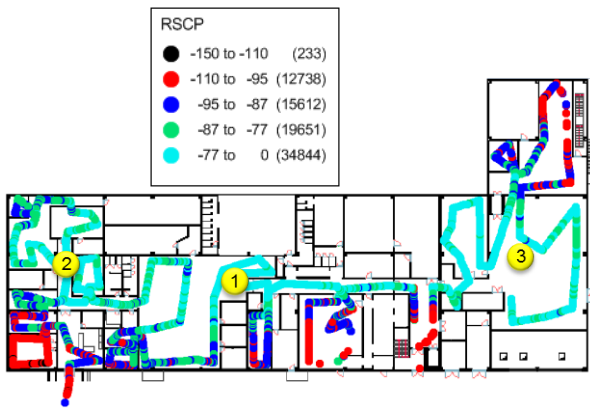 RSCP
-150 to -110 (233)
-110 to -95 (12738)
-95 to -87 (15612)
-87 to -77 (19651)
-77 to 0 (34844)
3
2
1